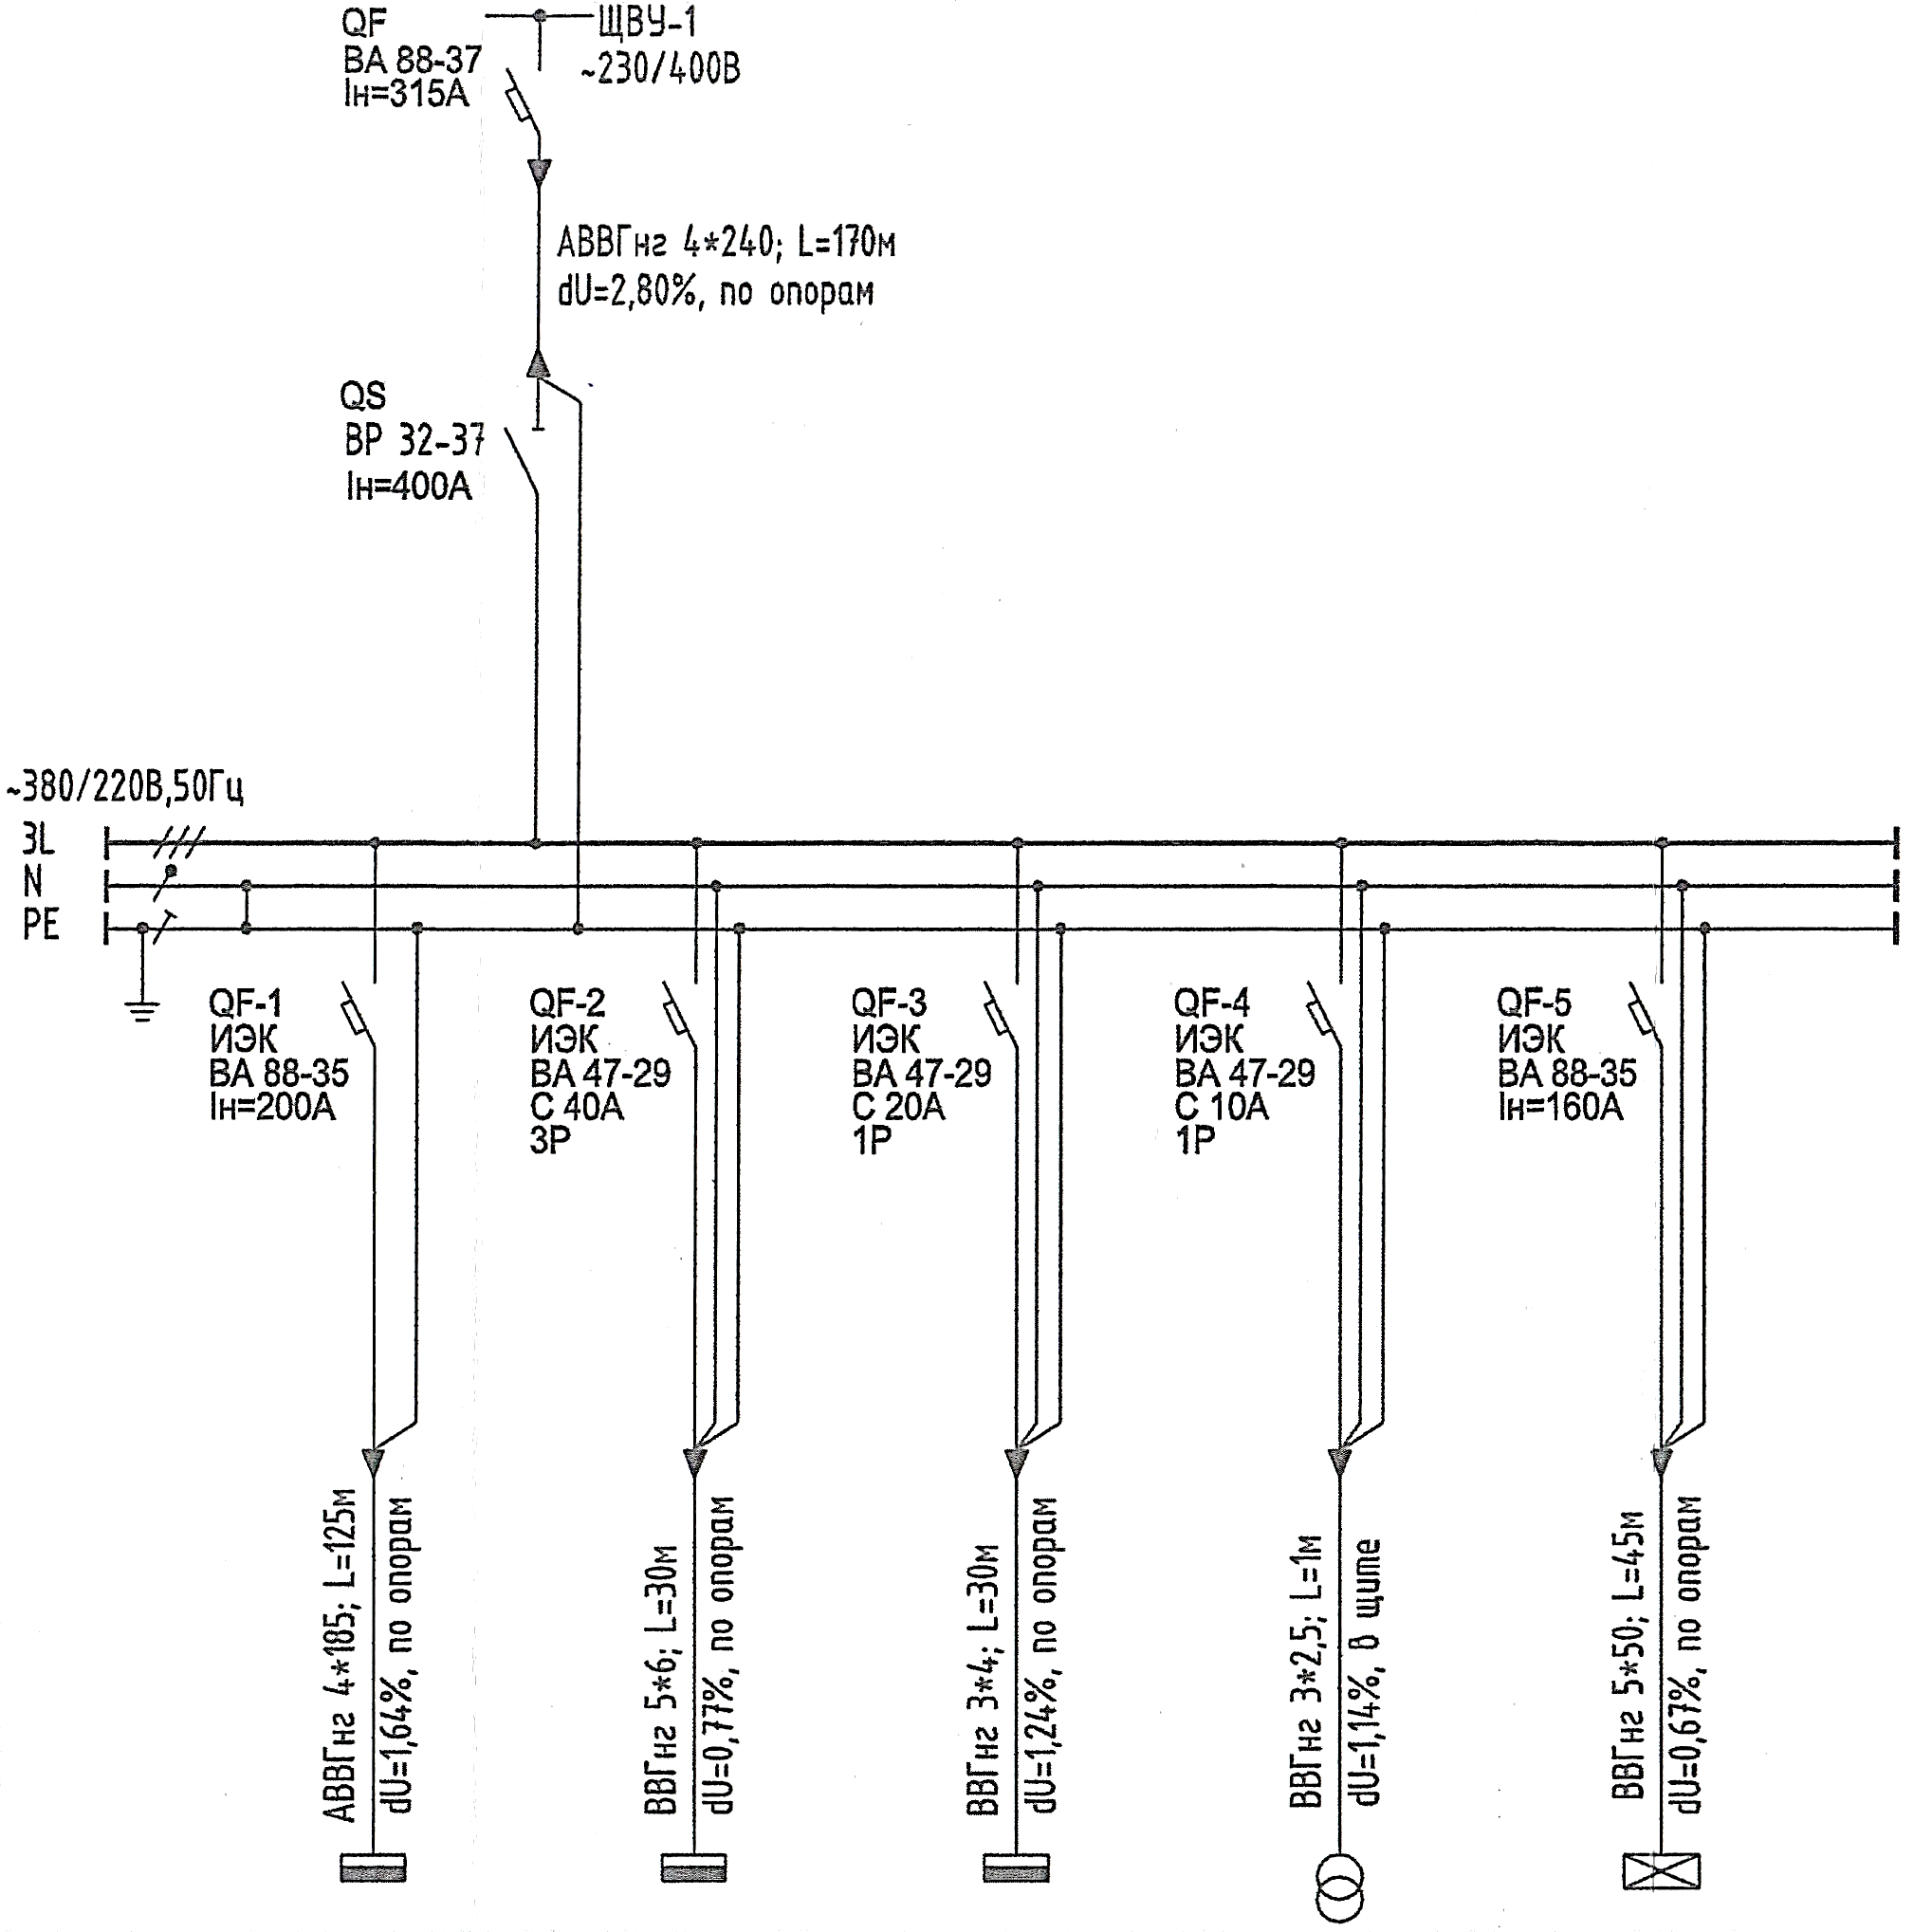 QF
ВА 88-37
Iн=315А
ЩВУ-1
~230/400В
АВВГнг 4*240; L=170м
dU=2,80%, по опорам
QS
ВР 32-37
Iн=400А
~380/220В,50Гц
3L
N
PE
QF-1
ИЭК
ВА 88-35
Iн=200А
QF-2
ИЭК
ВА 47-29
С 40А
3Р
QF-3
ИЭК
ВА 47-29
С 20А
1Р
QF-4
ИЭК
ВА 47-29
С 10А
1Р
QF-5
ИЭК
ВА 88-35
Iн=160А
АВВГнг 4*185; L=125м
dU=1,64%, по опорам
ВВГнг 5*6; L=30м
dU=0,77%, по опорам
ВВГнг 3*4; L=30м
dU=1,24%, по опорам
ВВГнг 3*2,5; L=1м
dU=1,14%, в щите
ВВГнг 5*50; L=45м
dU=0,67%, по опорам